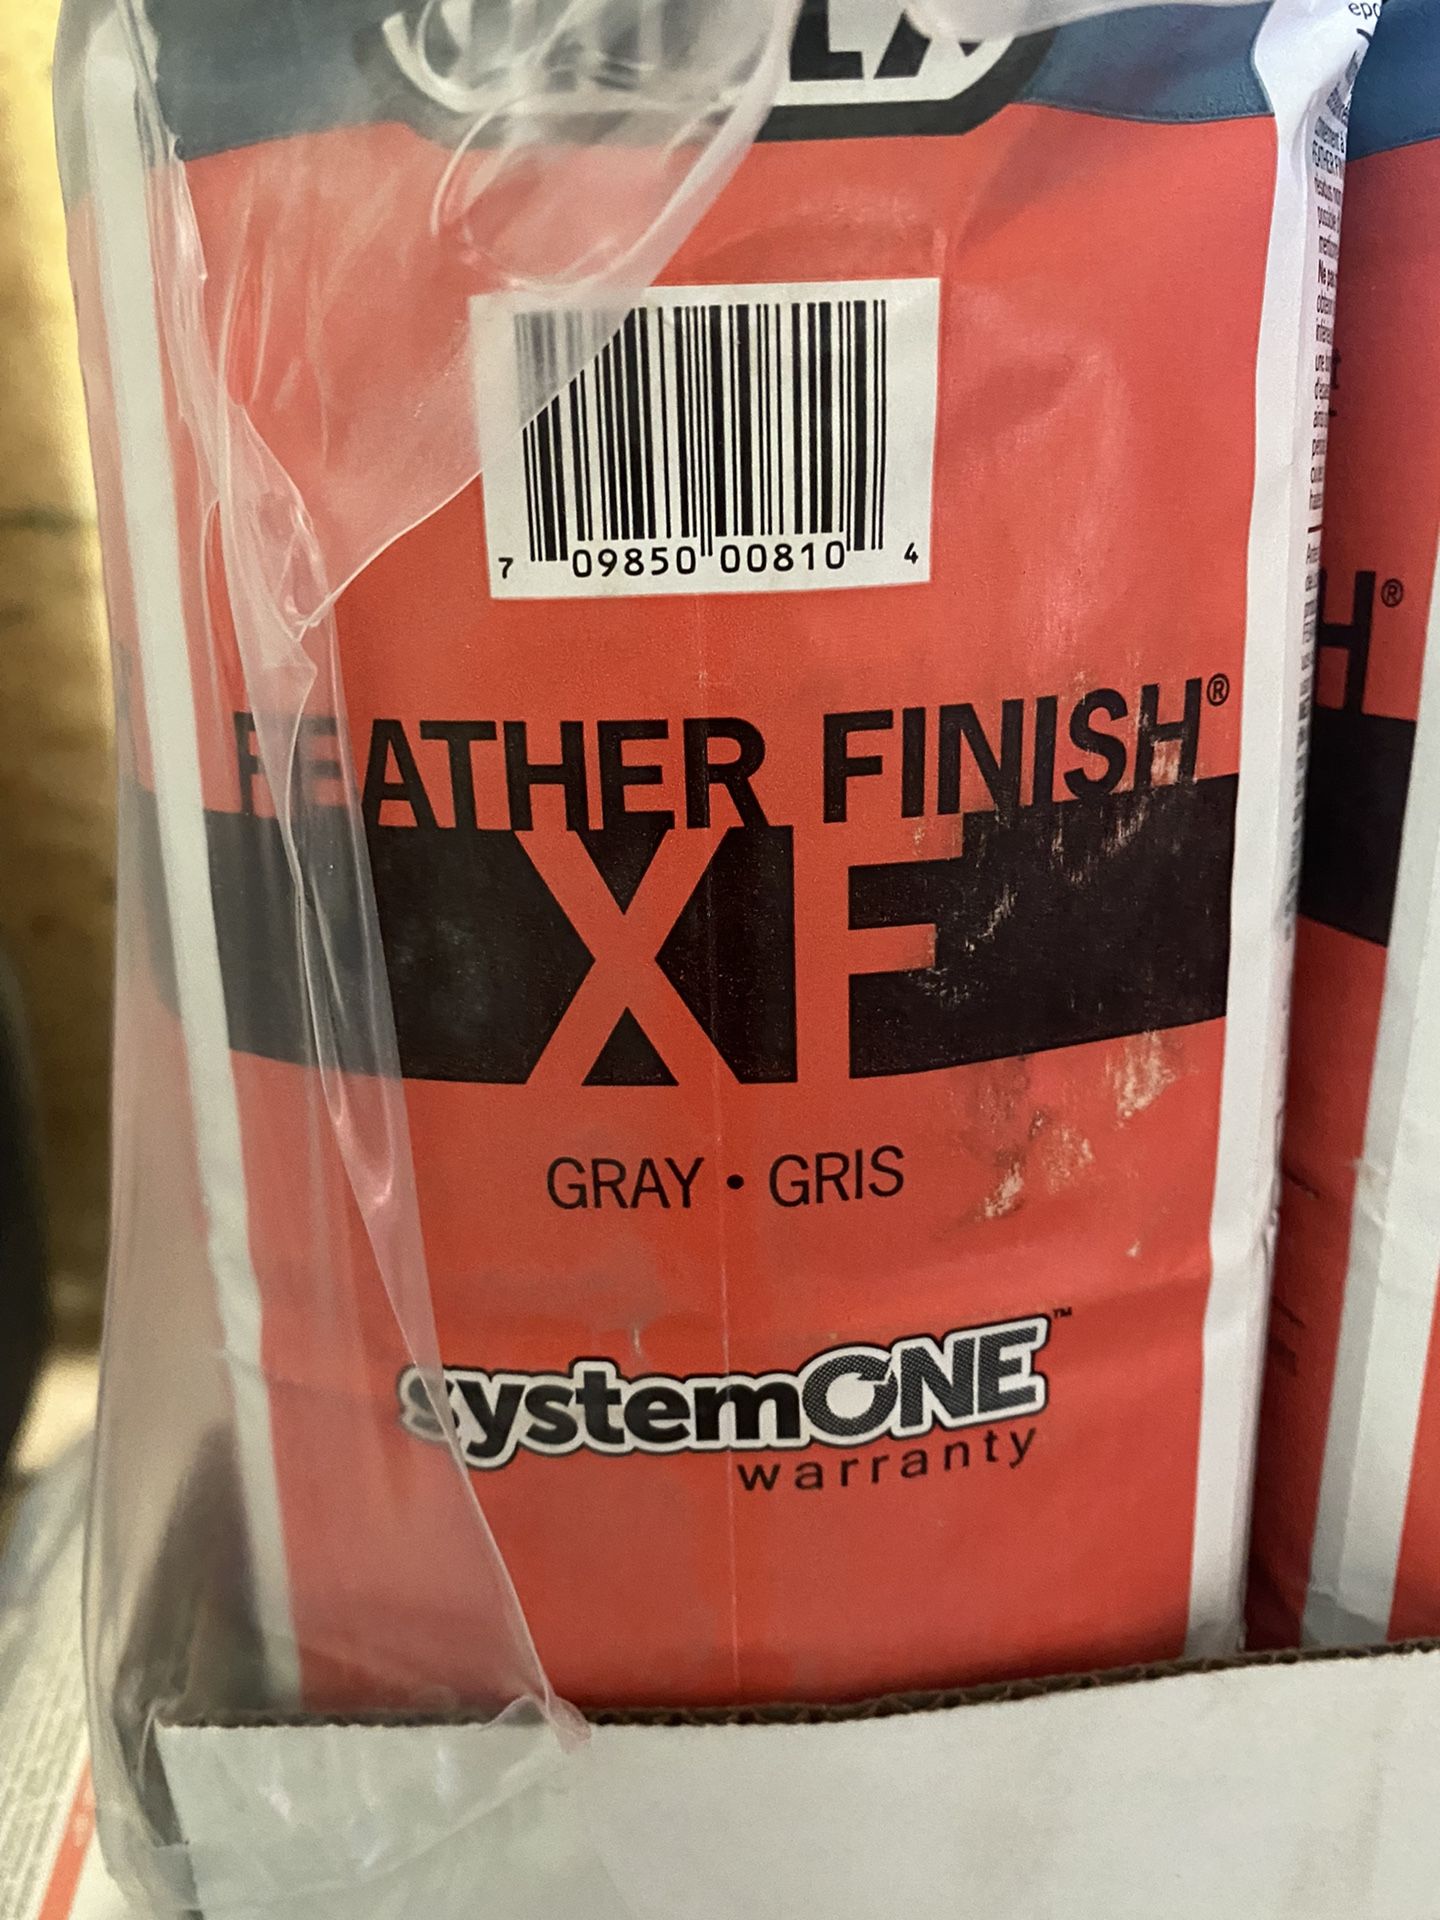 7 09850 00810 4
FEATHER FINISH®
XF
GRAY • GRIS
systemONE™
warranty
H®